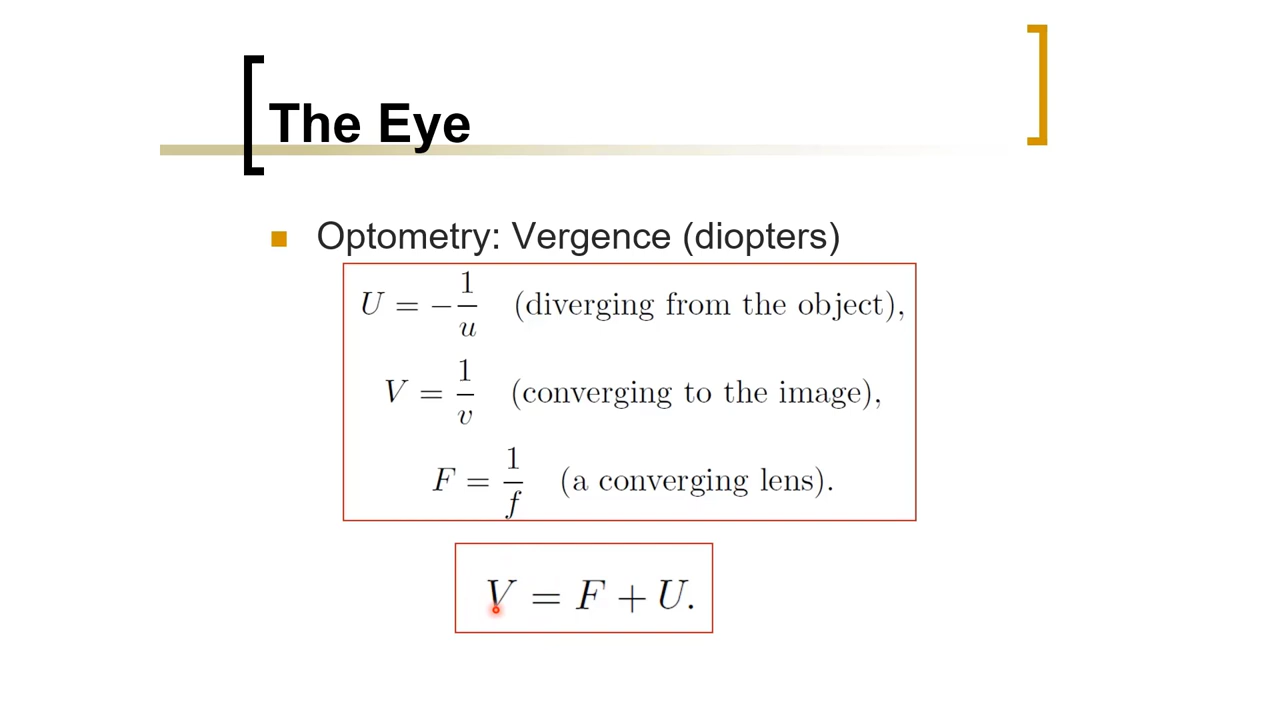 The Eye
Optometry: Vergence (diopters)
U = −1/u (diverging from the object),
V = 1/v (converging to the image),
F = 1/f (a converging lens).
V = F + U.